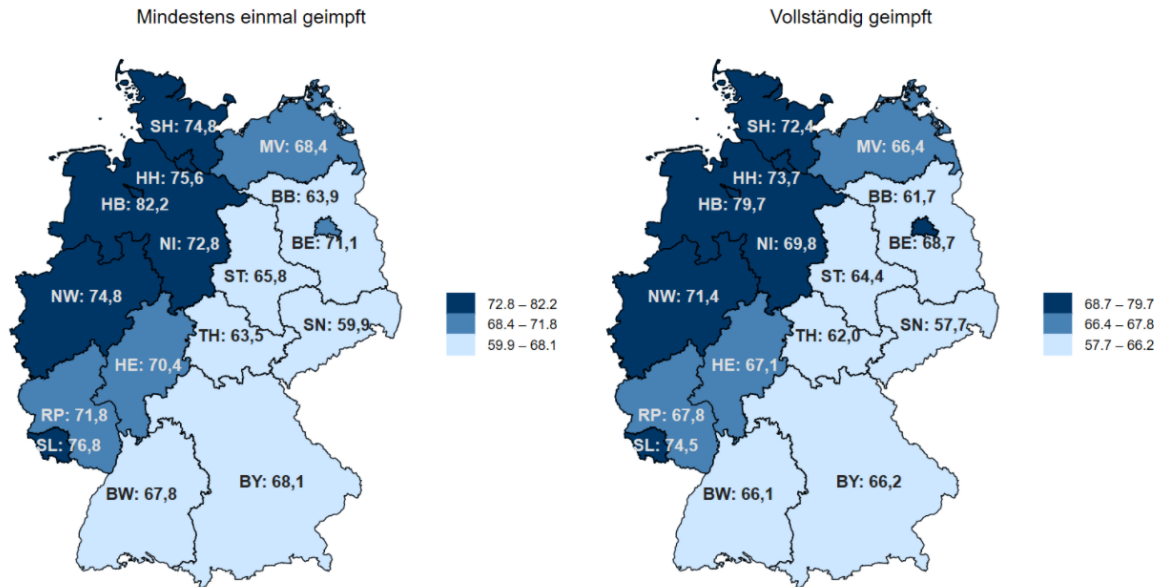 Mindestens einmal geimpft
SH: 74,8
MV: 68,4
HH: 75,6
BB: 63,9
HB: 82,2
NI: 72,8
BE: 71,1
ST: 65,8
NW: 74,8
SN: 59,9
TH: 63,5
HE: 70,4
RP: 71,8
SL: 76,8
BY: 68,1
BW: 67,8
72.8 – 82.2
68.4 – 71.8
59.9 – 68.1
Vollständig geimpft
SH: 72,4
MV: 66,4
HH: 73,7
BB: 61,7
HB: 79,7
NI: 69,8
BE: 68,7
ST: 64,4
NW: 71,4
SN: 57,7
TH: 62,0
HE: 67,1
RP: 67,8
SL: 74,5
BY: 66,2
BW: 66,1
68.7 – 79.7
66.4 – 67.8
57.7 – 66.2